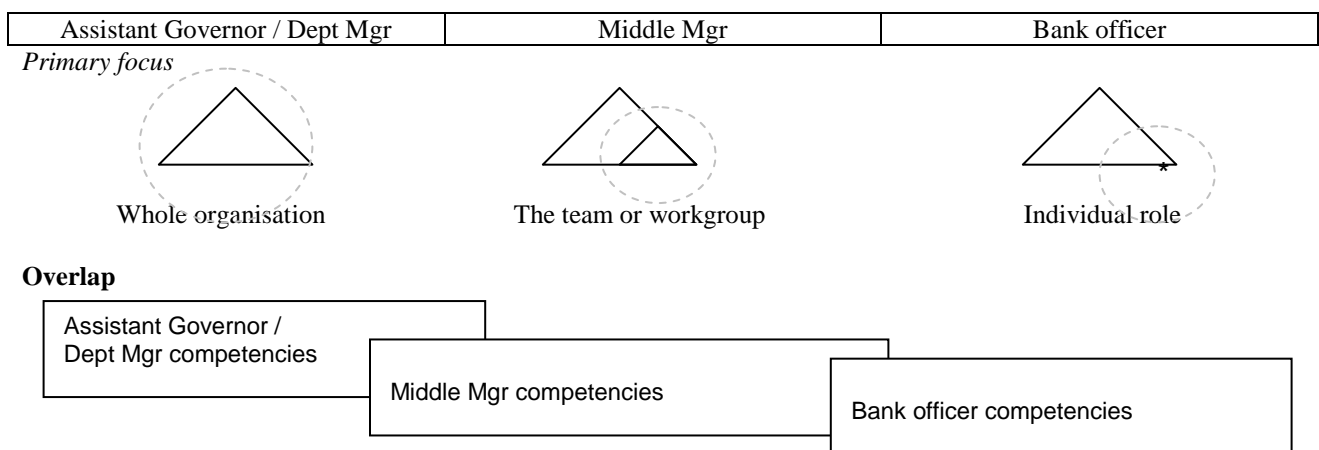 Assistant Governor / Dept Mgr Middle Mgr Bank officer
Primary focus
*
Whole organisation The team or workgroup Individual role
Overlap
Assistant Governor /
Dept Mgr competencies
Middle Mgr competencies
Bank officer competencies